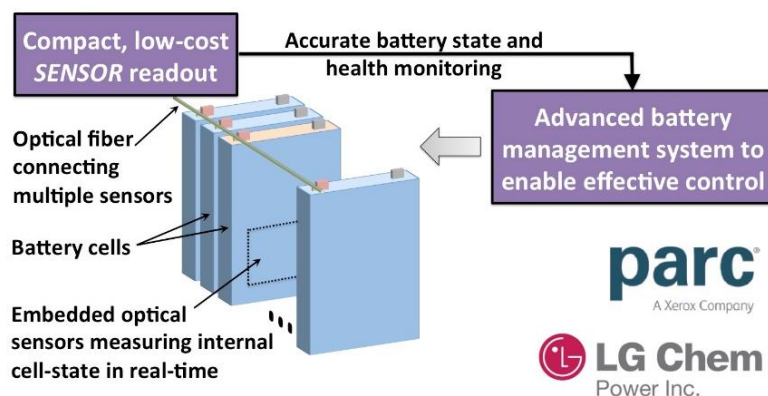 Compact, low-cost
SENSOR readout
Accurate battery state and
health monitoring
Advanced battery
management system to
enable effective control
Optical fiber
connecting
multiple sensors
Battery cells
Embedded optical
sensors measuring internal
cell-state in real-time
parc®
A Xerox Company
LG Chem
Power Inc.